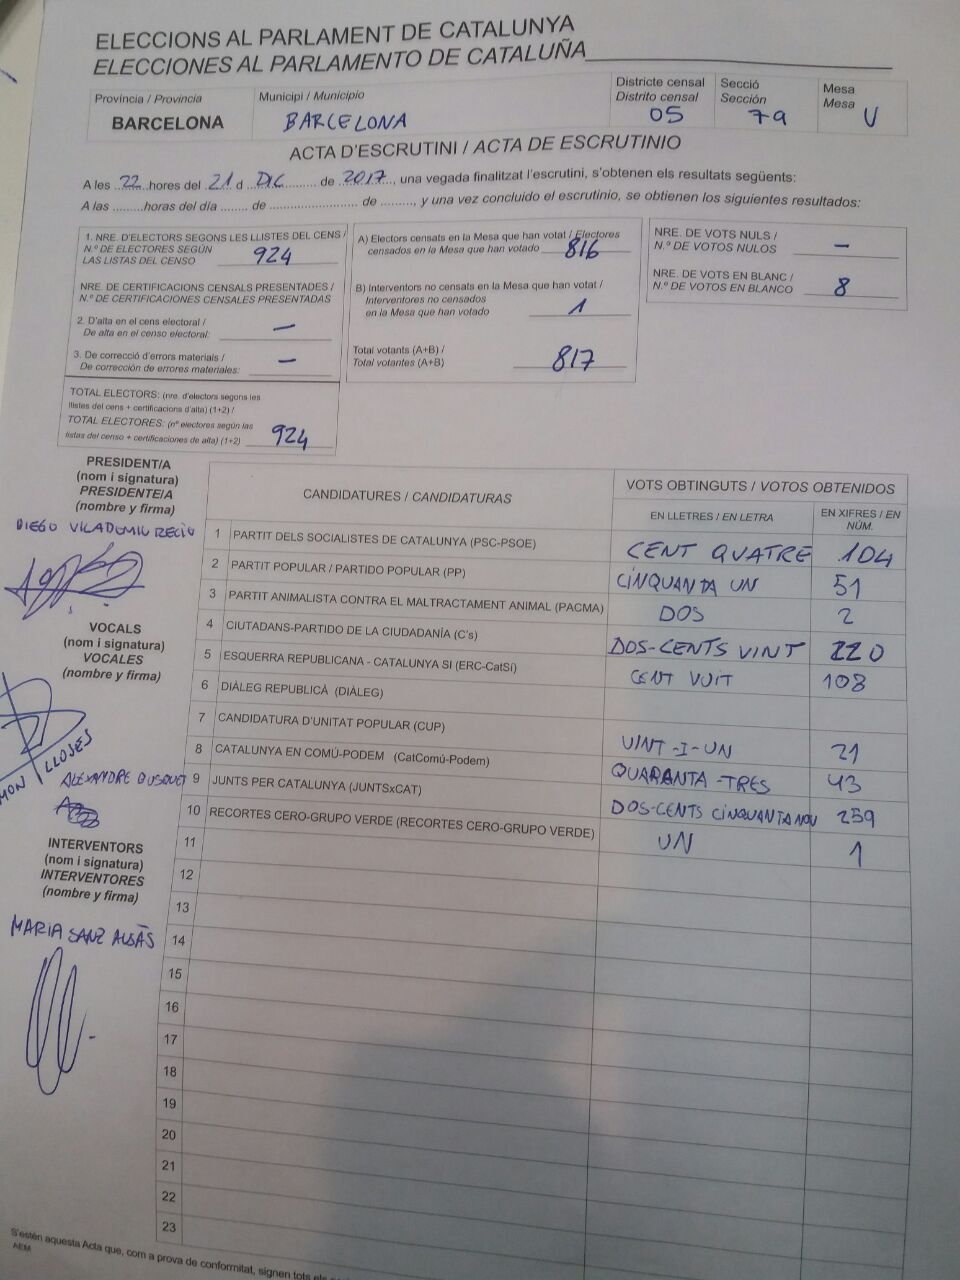 ELECCIONS AL PARLAMENT DE CATALUNYA
ELECCIONES AL PARLAMENTO DE CATALUÑA
Província / Provincia
BARCELONA
Municipi / Municipio
BARCELONA
Districte censal
Distrito censal
05
Secció
Sección
79
Mesa
Mesa
U
ACTA D'ESCRUTINI / ACTA DE ESCRUTINIO
A les 22 hores del 21 d DIC de 2017, una vegada finalitzat l'escrutini, s'obtenen els resultats següents:
A las .........horas del día ........ de ......................... de ........., y una vez concluido el escrutinio, se obtienen los siguientes resultados:
1. NRE. D'ELECTORS SEGONS LES LLISTES DEL CENS /
N.º DE ELECTORES SEGÚN
LAS LISTAS DEL CENSO
924
NRE. DE CERTIFICACIONS CENSALS PRESENTADES /
N.º DE CERTIFICACIONES CENSALES PRESENTADAS
2. D'alta en el cens electoral /
De alta en el censo electoral:
–
3. De correcció d'errors materials /
De corrección de errores materiales:
–
TOTAL ELECTORS: (nre. d'electors segons les
llistes del cens + certificacions d'alta) (1+2) /
TOTAL ELECTORES: (nº electores según las
listas del censo + certificaciones de alta) (1+2)
924
A) Electors censats en la Mesa que han votat / Electores
censados en la Mesa que han votado
816
B) Interventors no censats en la Mesa que han votat /
Interventores no censados
en la Mesa que han votado
1
Total votants (A+B) /
Total votantes (A+B)
817
NRE. DE VOTS NULS /
N.º DE VOTOS NULOS
–
NRE. DE VOTS EN BLANC /
N.º DE VOTOS EN BLANCO
8
PRESIDENT/A
(nom i signatura)
PRESIDENTE/A
(nombre y firma)
DIEGO VILADOMIU RECIO
VOCALS
(nom i signatura)
VOCALES
(nombre y firma)
LLOSES
ALEXANDRE BUSQUET
INTERVENTORS
(nom i signatura)
INTERVENTORES
(nombre y firma)
MARIA SANZ
CANDIDATURES / CANDIDATURAS
VOTS OBTINGUTS / VOTOS OBTENIDOS
EN LLETRES / EN LETRA
EN XIFRES / EN
NÚM.
1 PARTIT DELS SOCIALISTES DE CATALUNYA (PSC-PSOE) CENT QUATRE 104
2 PARTIT POPULAR / PARTIDO POPULAR (PP) CINQUANTA UN 51
3 PARTIT ANIMALISTA CONTRA EL MALTRACTAMENT ANIMAL (PACMA) DOS 2
4 CIUTADANS-PARTIDO DE LA CIUDADANÍA (C's) DOS-CENTS VINT 220
5 ESQUERRA REPUBLICANA - CATALUNYA SI (ERC-CatSí) CENT VUIT 108
6 DIÀLEG REPUBLICÀ (DIÀLEG)
7 CANDIDATURA D'UNITAT POPULAR (CUP) VINT-I-UN 21
8 CATALUNYA EN COMÚ-PODEM (CatComú-Podem) QUARANTA-TRES 43
9 JUNTS PER CATALUNYA (JUNTSxCAT) DOS-CENTS CINQUANTA NOU 259
10 RECORTES CERO-GRUPO VERDE (RECORTES CERO-GRUPO VERDE) UN 1
11
12
13
14
15
16
17
18
19
20
21
22
23
S'estén aquesta Acta que, com a prova de conformitat, signen tots els
AEM